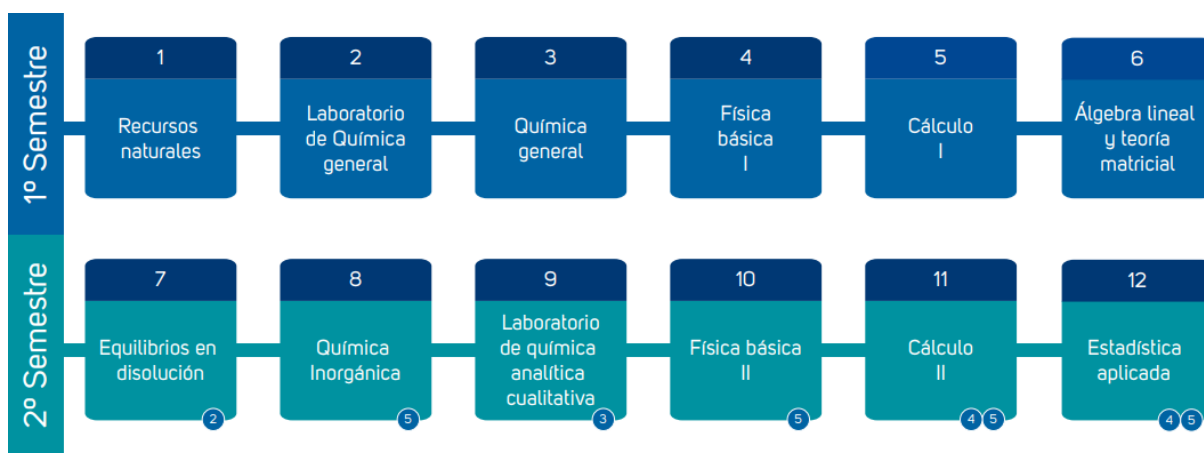 1º Semestre
1
Recursos
naturales
2
Laboratorio
de Química
general
3
Química
general
4
Física
básica
I
5
Cálculo
I
6
Álgebra lineal
y teoría
matricial
2º Semestre
7
Equilibrios en
disolución
2
8
Química
Inorgánica
5
9
Laboratorio
de química
analítica
cualitativa
3
10
Física básica
II
5
11
Cálculo
II
4 5
12
Estadística
aplicada
4 5